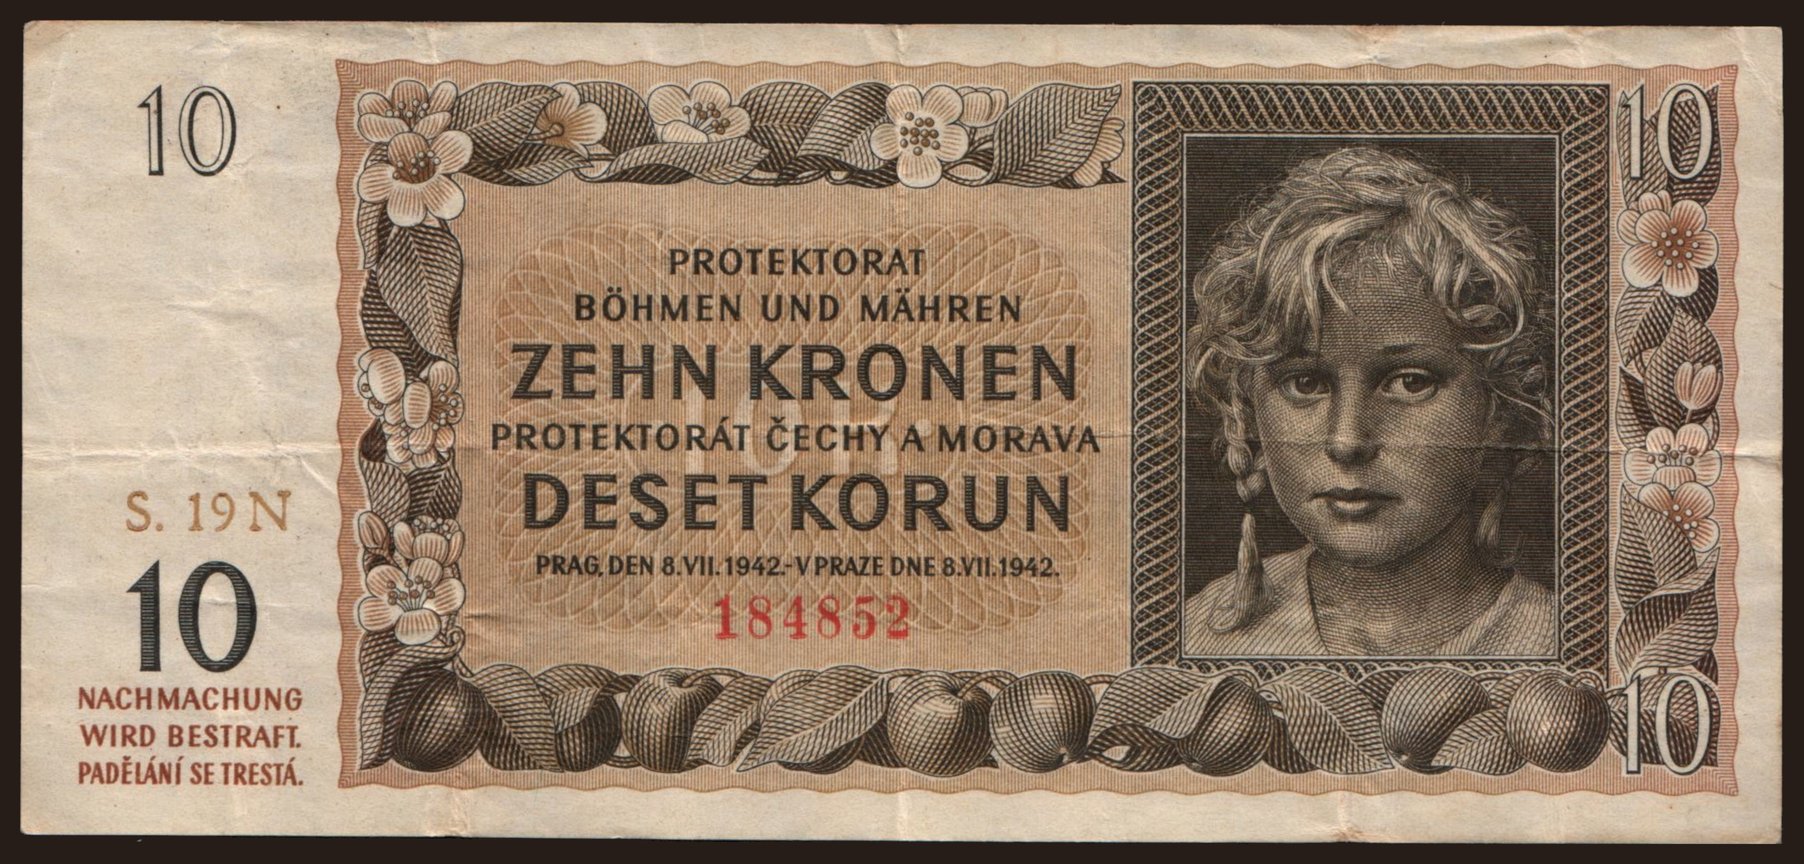 10
10
PROTEKTORAT
BÖHMEN UND MÄHREN
ZEHN KRONEN
PROTEKTORÁT ČECHY A MORAVA
DESET KORUN
PRAG, DEN 8.VII.1942.-V PRAZE DNE 8.VII.1942.
184852
S. 19 N
10
NACHMACHUNG
WIRD BESTRAFT.
PADĚLÁNÍ SE TRESTÁ.
10